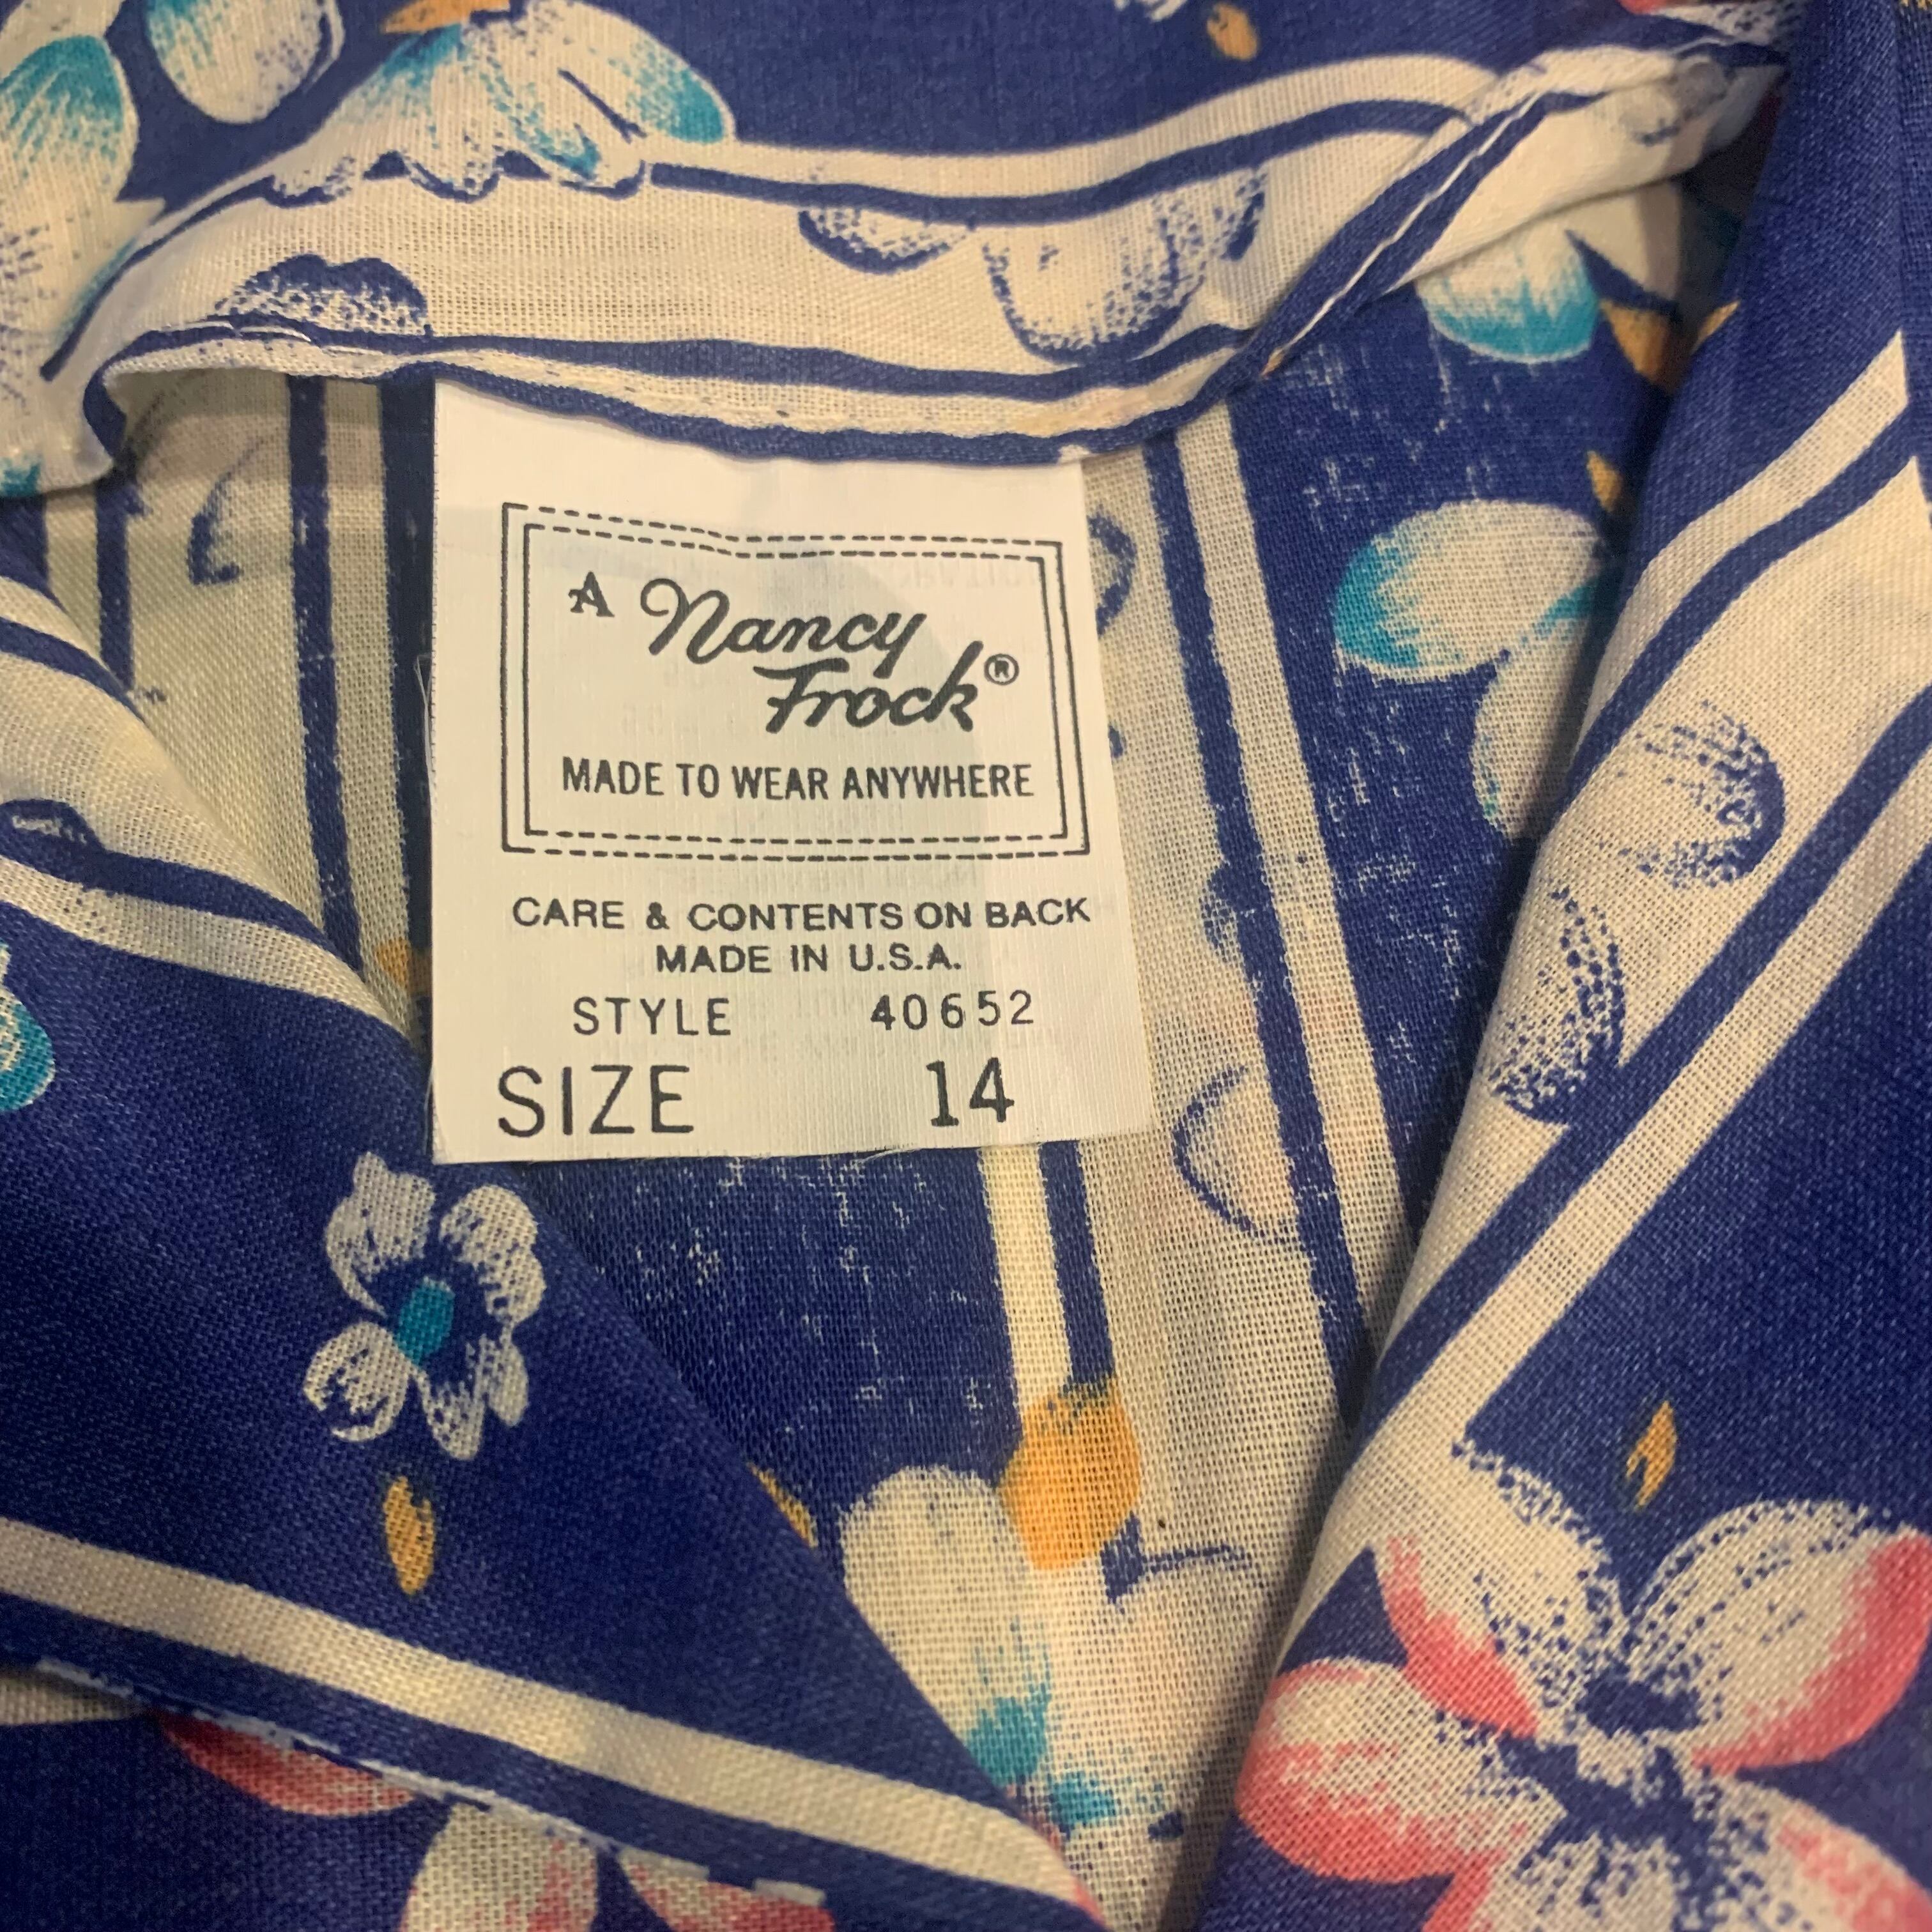 A Nancy
Frock®
MADE TO WEAR ANYWHERE
CARE & CONTENTS ON BACK
MADE IN U.S.A.
STYLE 40652
SIZE 14